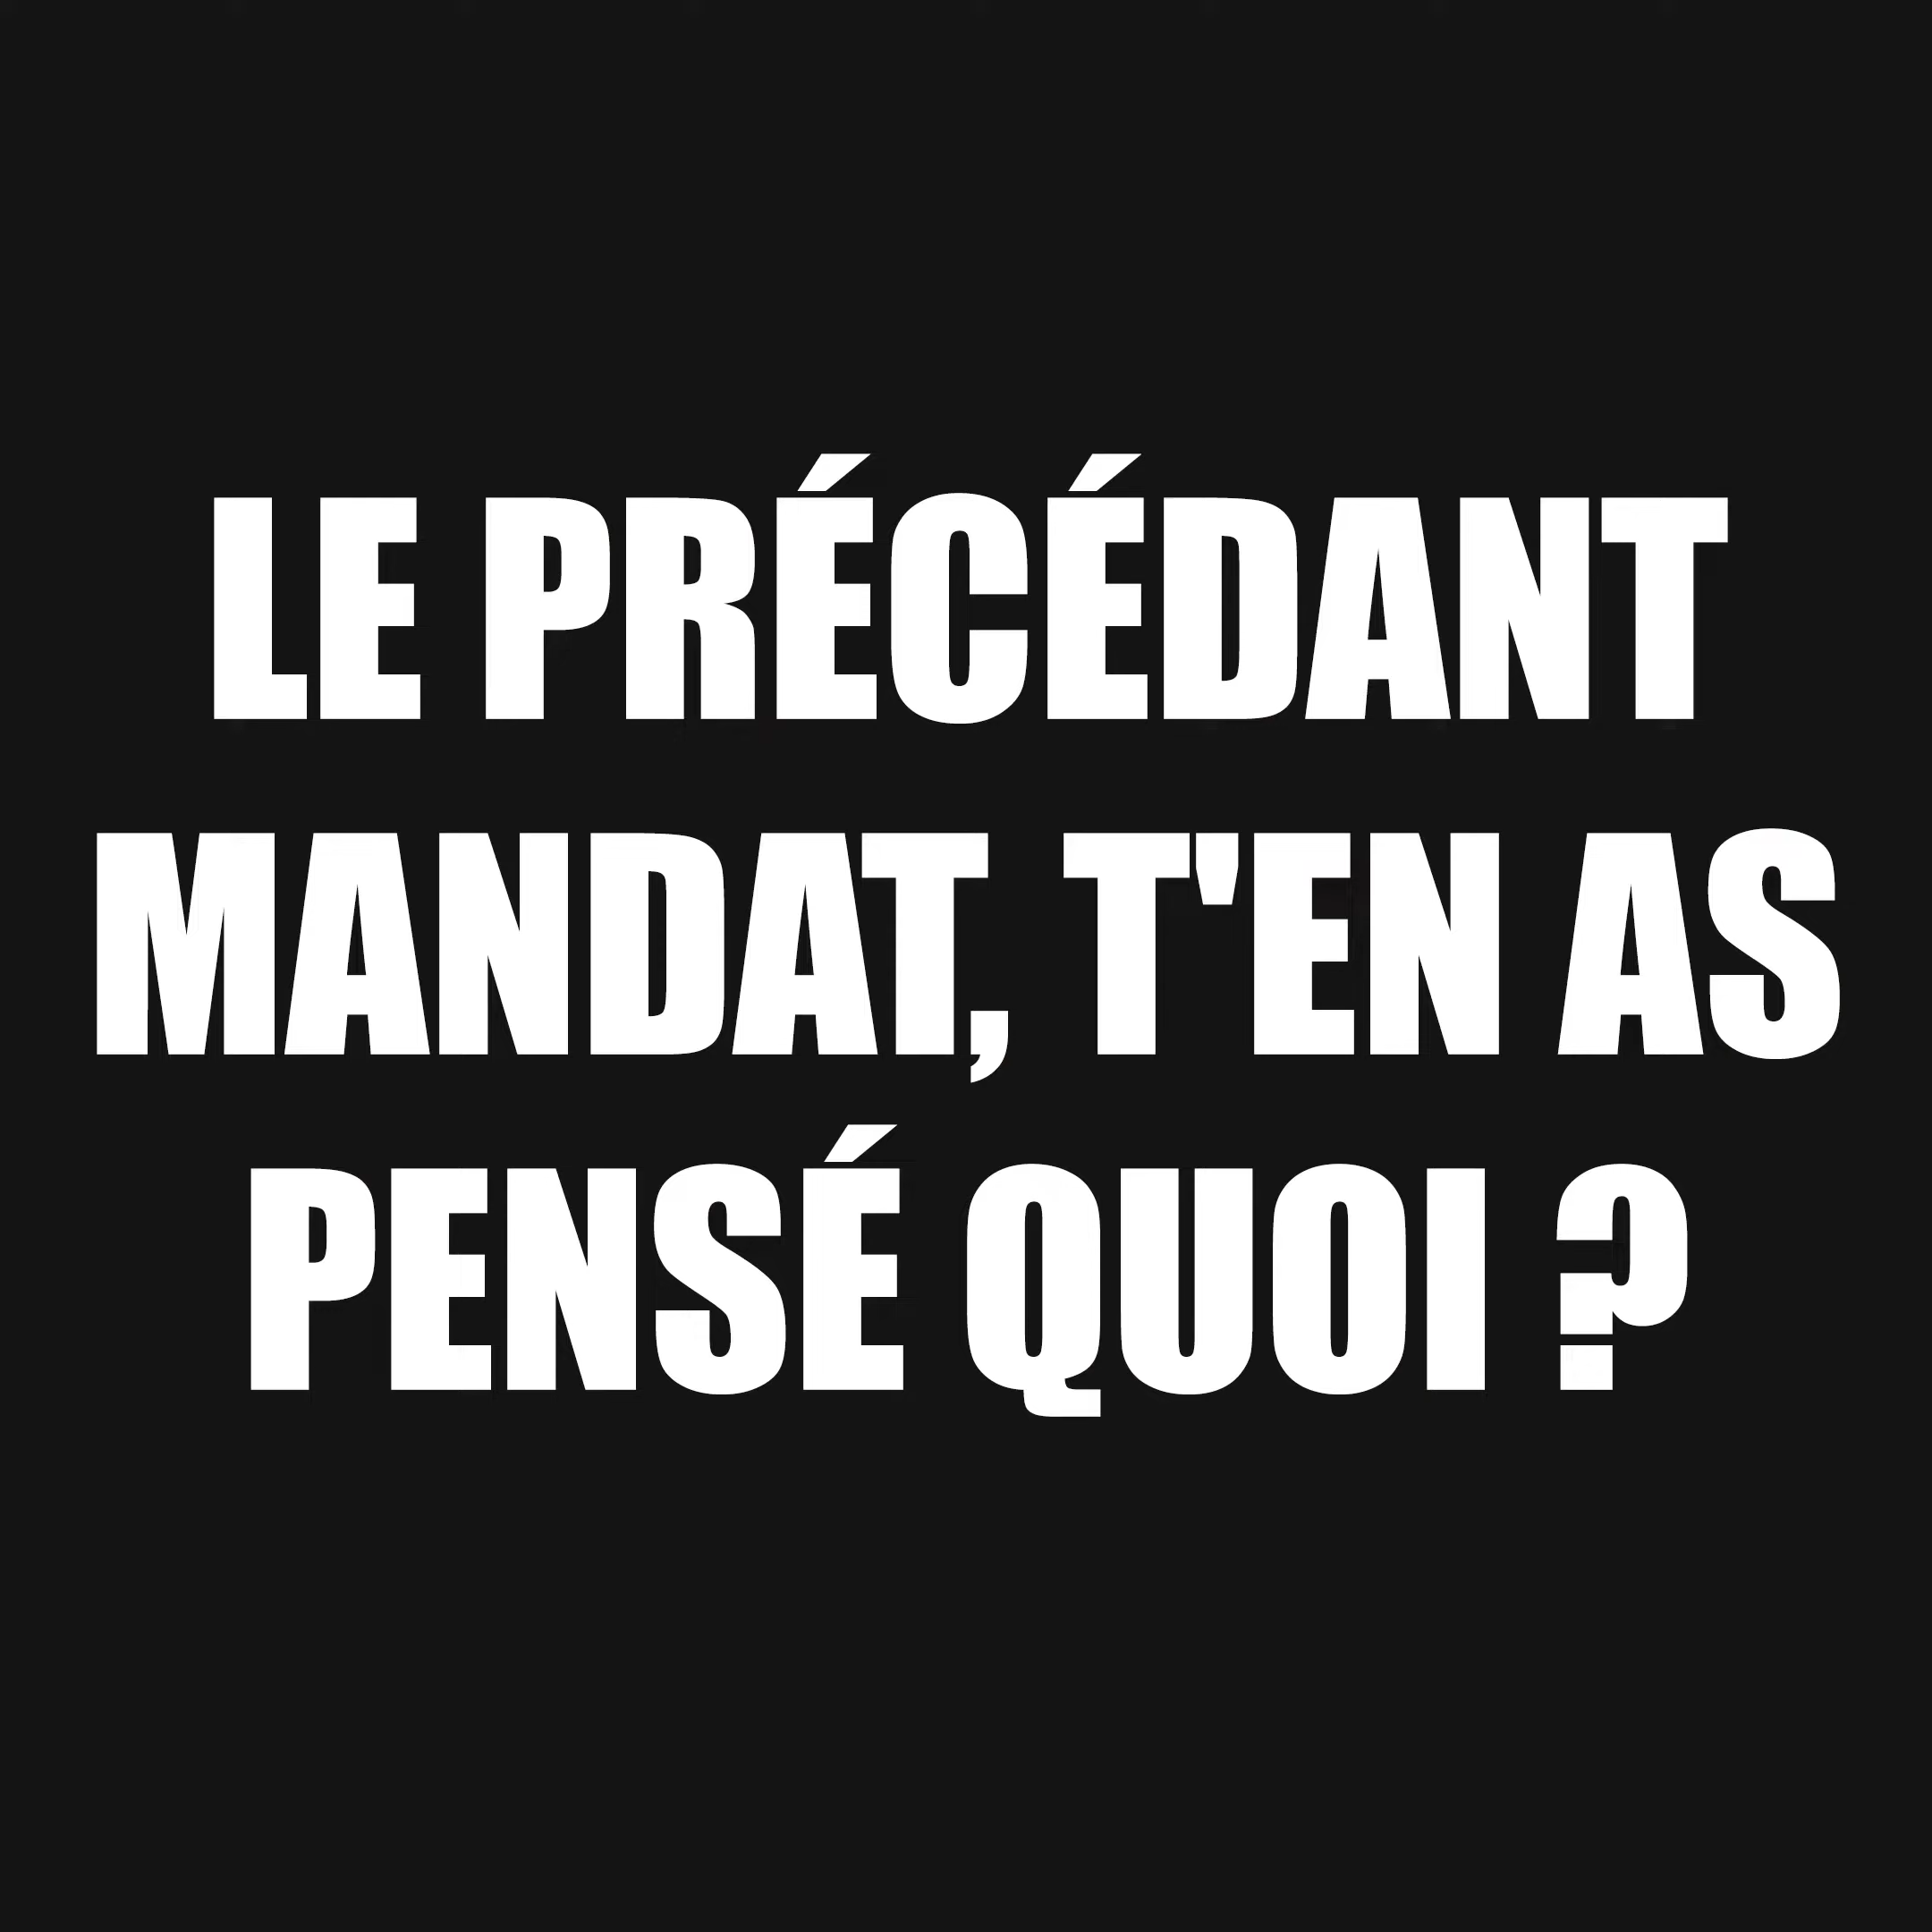 LE PRÉCÉDANT
MANDAT, T'EN AS
PENSÉ QUOI ?